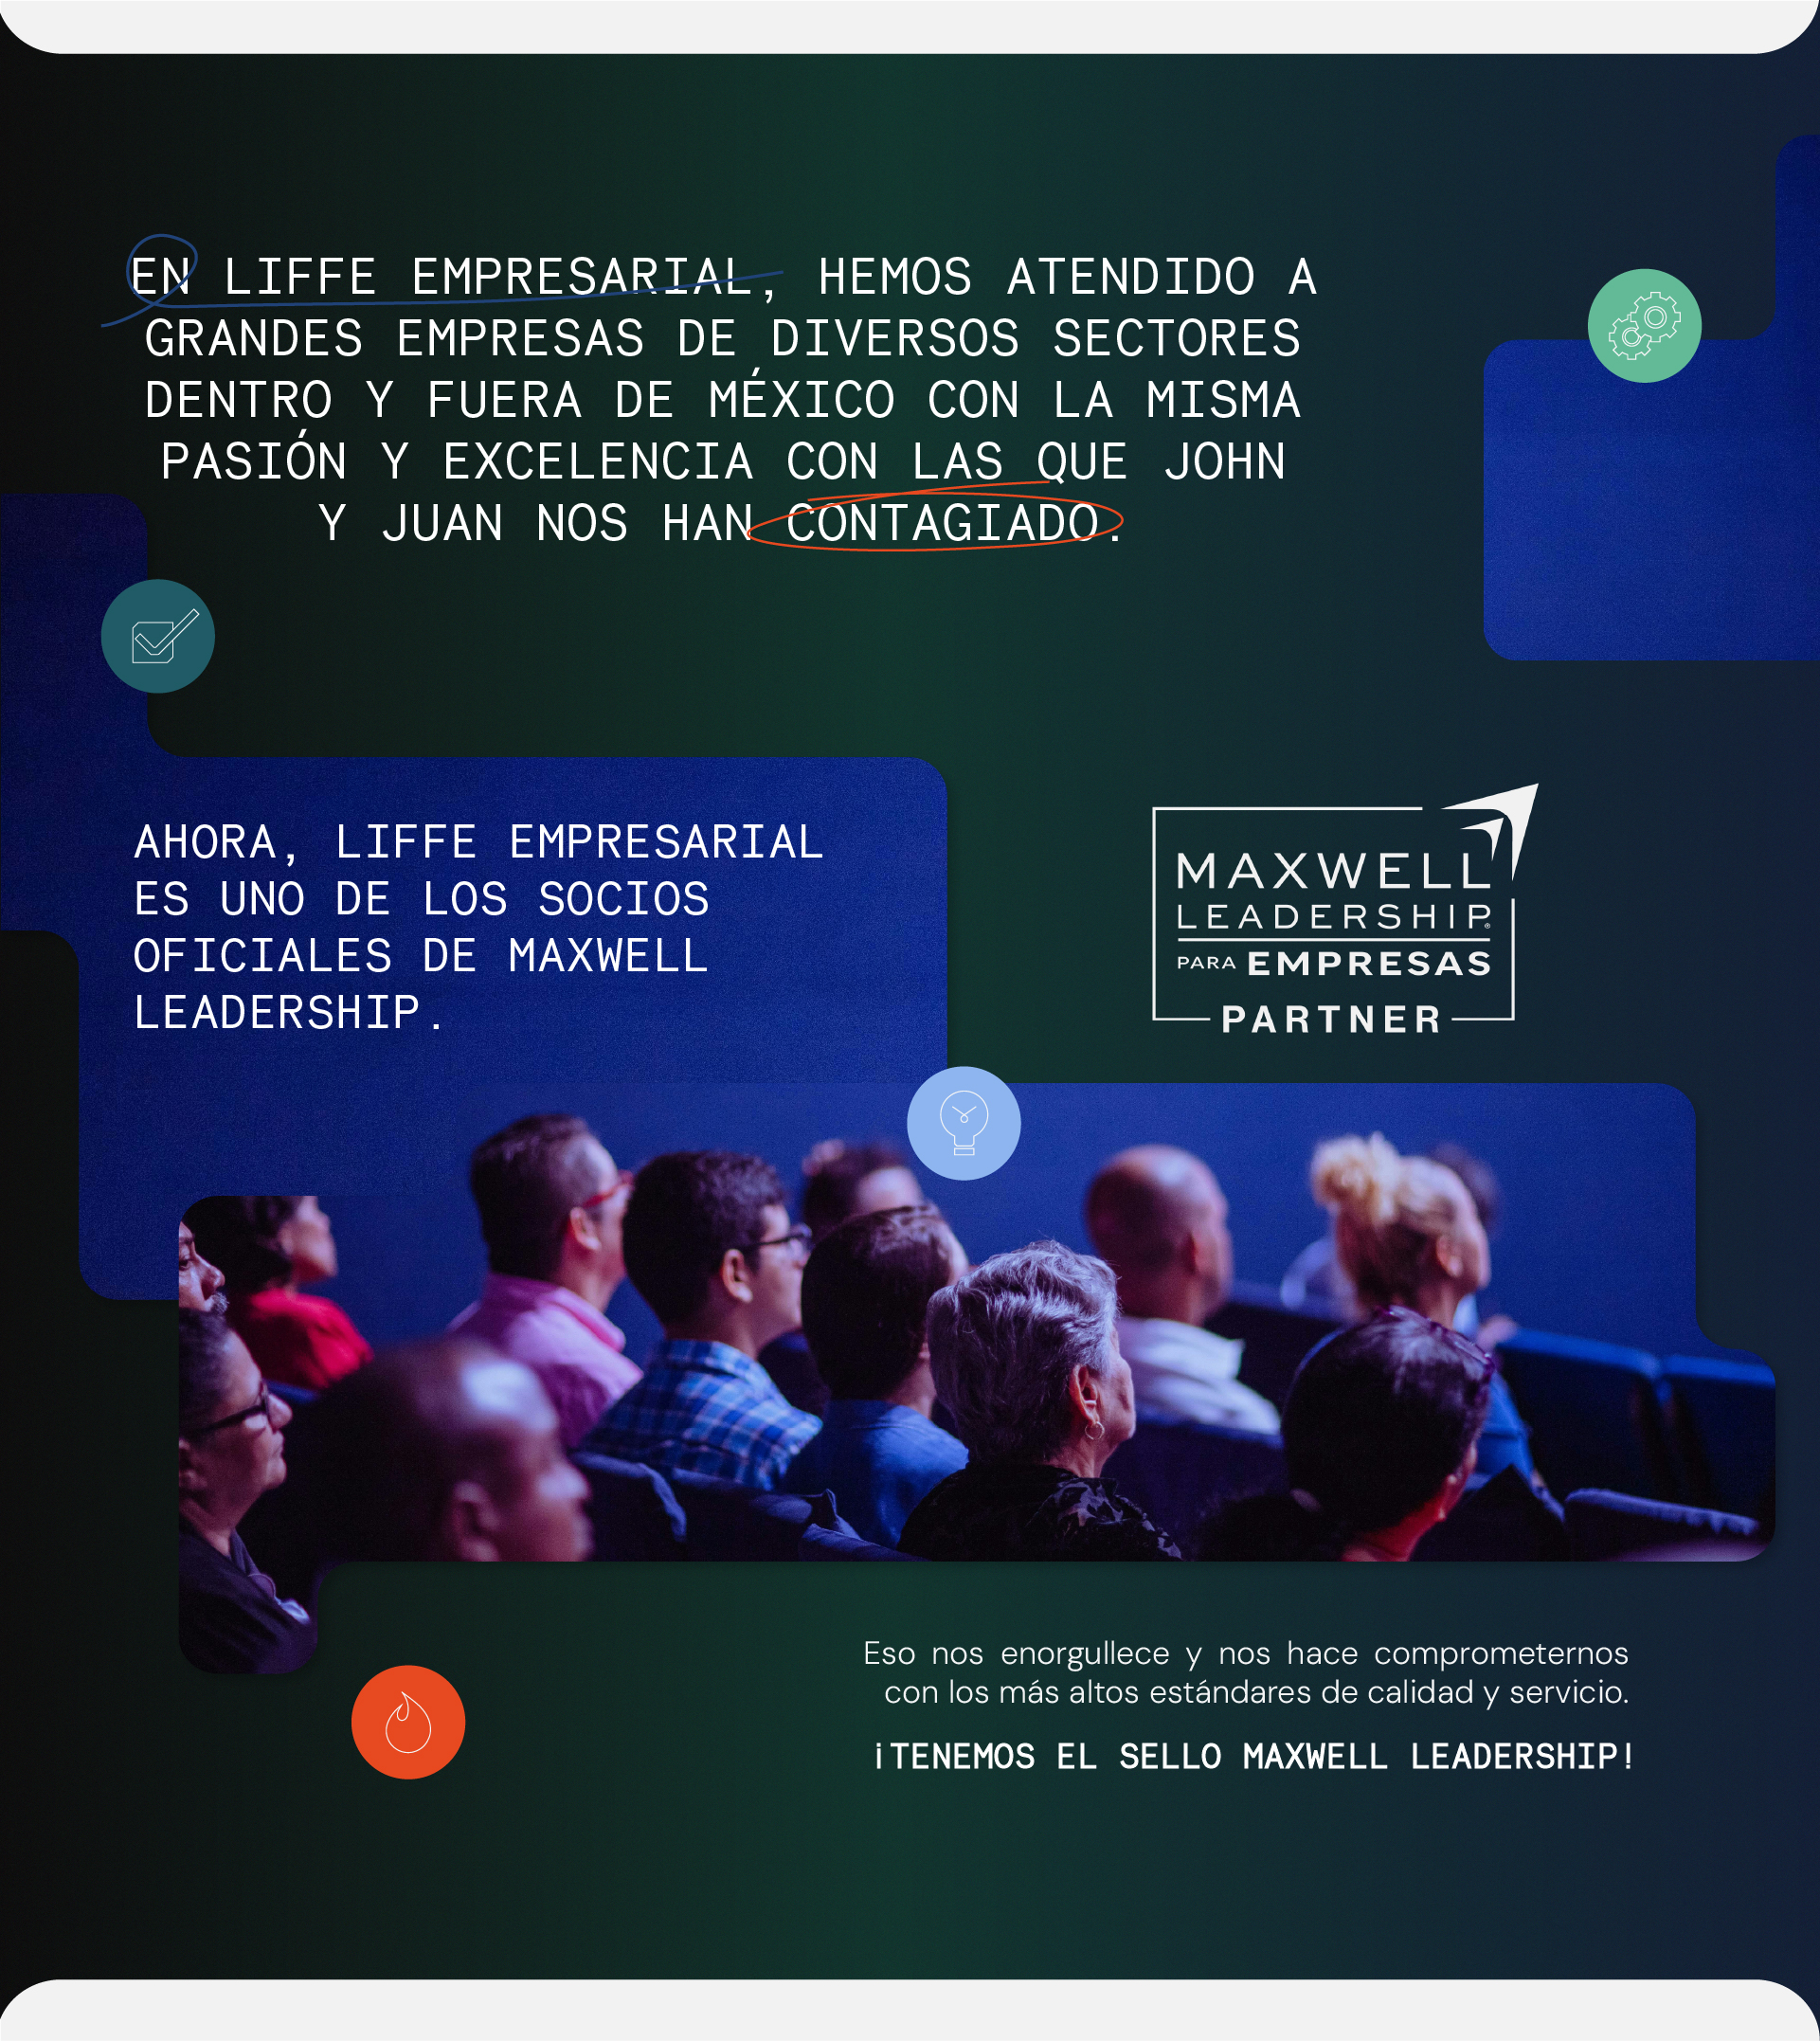 EN LIFFE EMPRESARIAL, HEMOS ATENDIDO A
GRANDES EMPRESAS DE DIVERSOS SECTORES
DENTRO Y FUERA DE MÉXICO CON LA MISMA
PASIÓN Y EXCELENCIA CON LAS QUE JOHN
Y JUAN NOS HAN CONTAGIADO.
AHORA, LIFFE EMPRESARIAL
ES UNO DE LOS SOCIOS
OFICIALES DE MAXWELL
LEADERSHIP.
MAXWELL
LEADERSHIP®
PARA EMPRESAS
PARTNER
Eso nos enorgullece y nos hace comprometernos
con los más altos estándares de calidad y servicio.
¡TENEMOS EL SELLO MAXWELL LEADERSHIP!